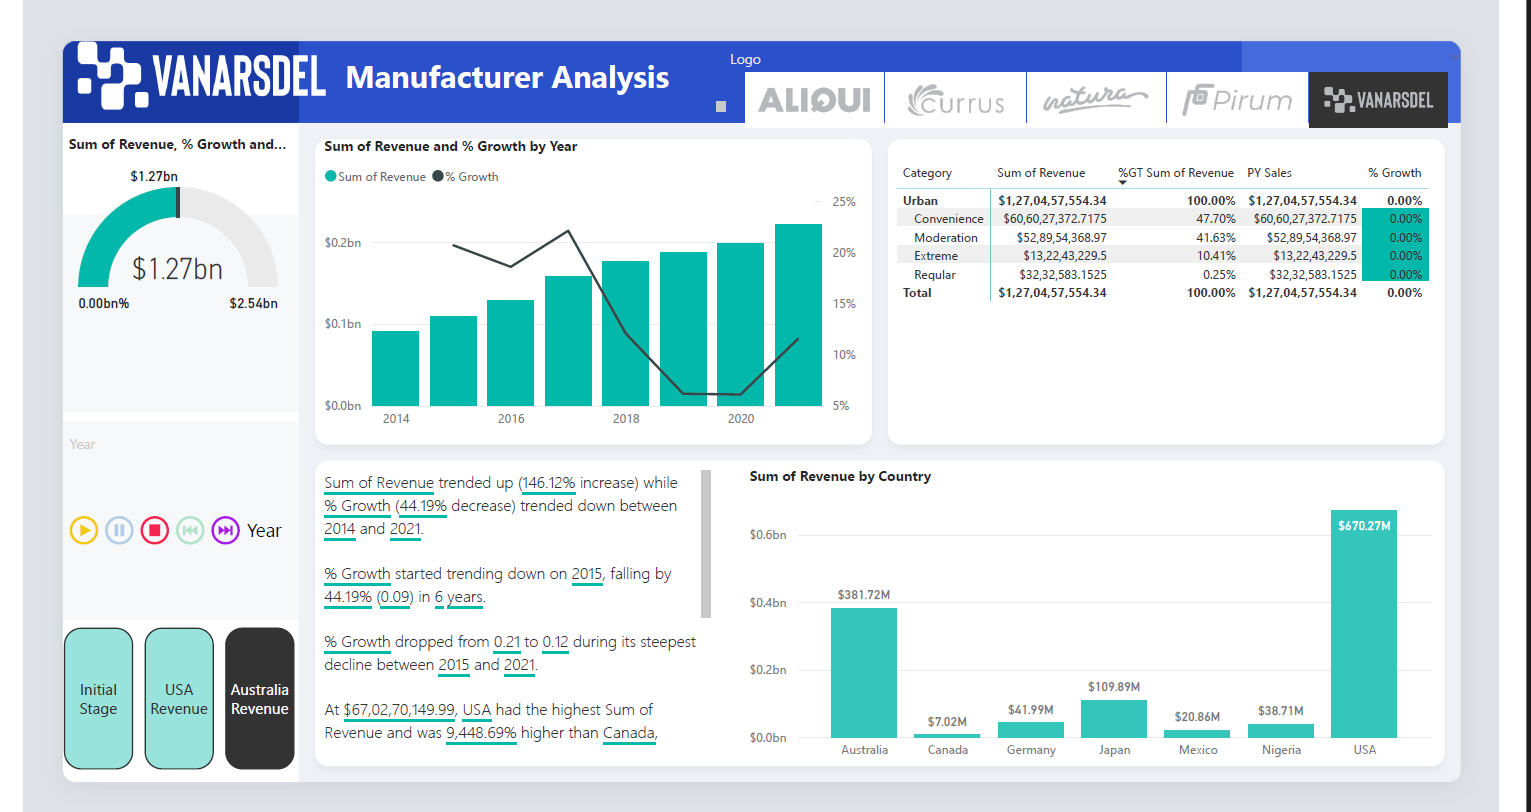 VANARSDEL
Manufacturer Analysis
Logo
ALIQUI
currus
natura
Pirum
VANARSDEL
Sum of Revenue, % Growth and...
$1.27bn
$1.27bn
0.00bn%
$2.54bn
Year
Year
Initial
Stage
USA
Revenue
Australia
Revenue
Sum of Revenue and % Growth by Year
Sum of Revenue % Growth
25%
$0.2bn
20%
15%
$0.1bn
10%
$0.0bn
5%
2014 2016 2018 2020
Category Sum of Revenue %GT Sum of Revenue PY Sales % Growth
Urban $1,27,04,57,554.34 100.00% $1,27,04,57,554.34 0.00%
Convenience $60,60,27,372.7175 47.70% $60,60,27,372.7175 0.00%
Moderation $52,89,54,368.97 41.63% $52,89,54,368.97 0.00%
Extreme $13,22,43,229.5 10.41% $13,22,43,229.5 0.00%
Regular $32,32,583.1525 0.25% $32,32,583.1525 0.00%
Total $1,27,04,57,554.34 100.00% $1,27,04,57,554.34 0.00%
Sum of Revenue trended up (146.12% increase) while
% Growth (44.19% decrease) trended down between
2014 and 2021.
% Growth started trending down on 2015, falling by
44.19% (0.09) in 6 years.
% Growth dropped from 0.21 to 0.12 during its steepest
decline between 2015 and 2021.
At $67,02,70,149.99, USA had the highest Sum of
Revenue and was 9,448.69% higher than Canada,
Sum of Revenue by Country
$0.6bn
$0.4bn
$0.2bn
$0.0bn
$381.72M
$7.02M
$41.99M
$109.89M
$20.86M
$38.71M
$670.27M
Australia Canada Germany Japan Mexico Nigeria USA